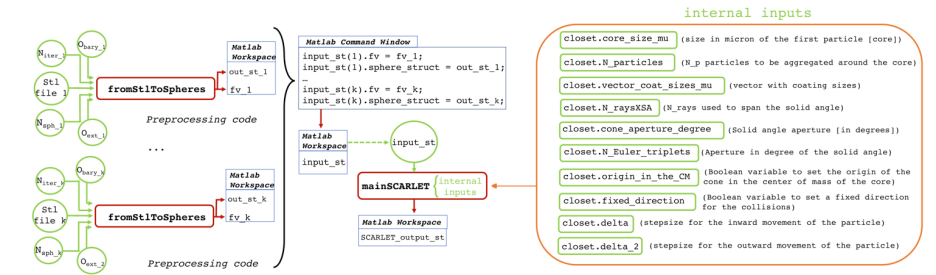 N_iter_1
O_bary_1
Stl
file 1
N_sph_1
O_ext_1
fromStlToSpheres
Matlab
Workspace
out_st_1
fv_1
Preprocessing code
...
N_iter_k
O_bary_k
Stl
file k
N_sph_k
O_ext_2
fromStlToSpheres
Matlab
Workspace
out_st_k
fv_k
Preprocessing code
Matlab Command Window
input_st(1).fv = fv_1;
input_st(1).sphere_struct = out_st_1;
…
input_st(k).fv = fv_k;
input_st(k).sphere_struct = out_st_k;
Matlab
Workspace
input_st
input_st
mainSCARLET { internal
inputs
Matlab Workspace
SCARLET_output_st
internal inputs
closet.core_size_mu (size in micron of the first particle [core])
closet.N_particles (N_p particles to be aggregated around the core)
closet.vector_coat_sizes_mu (vector with coating sizes)
closet.N_raysXSA (N_rays used to span the solid angle)
closet.cone_aperture_degree (Solid angle aperture [in degrees])
closet.N_Euler_triplets (Aperture in degree of the solid angle)
closet.origin_in_the_CM (Boolean variable to set the origin of the
cone in the center of mass of the core)
closet.fixed_direction (Boolean variable to set a fixed direction
for the collisions)
closet.delta (stepsize for the inward movement of the particle)
closet.delta_2 (stepsize for the outward movement of the particle)